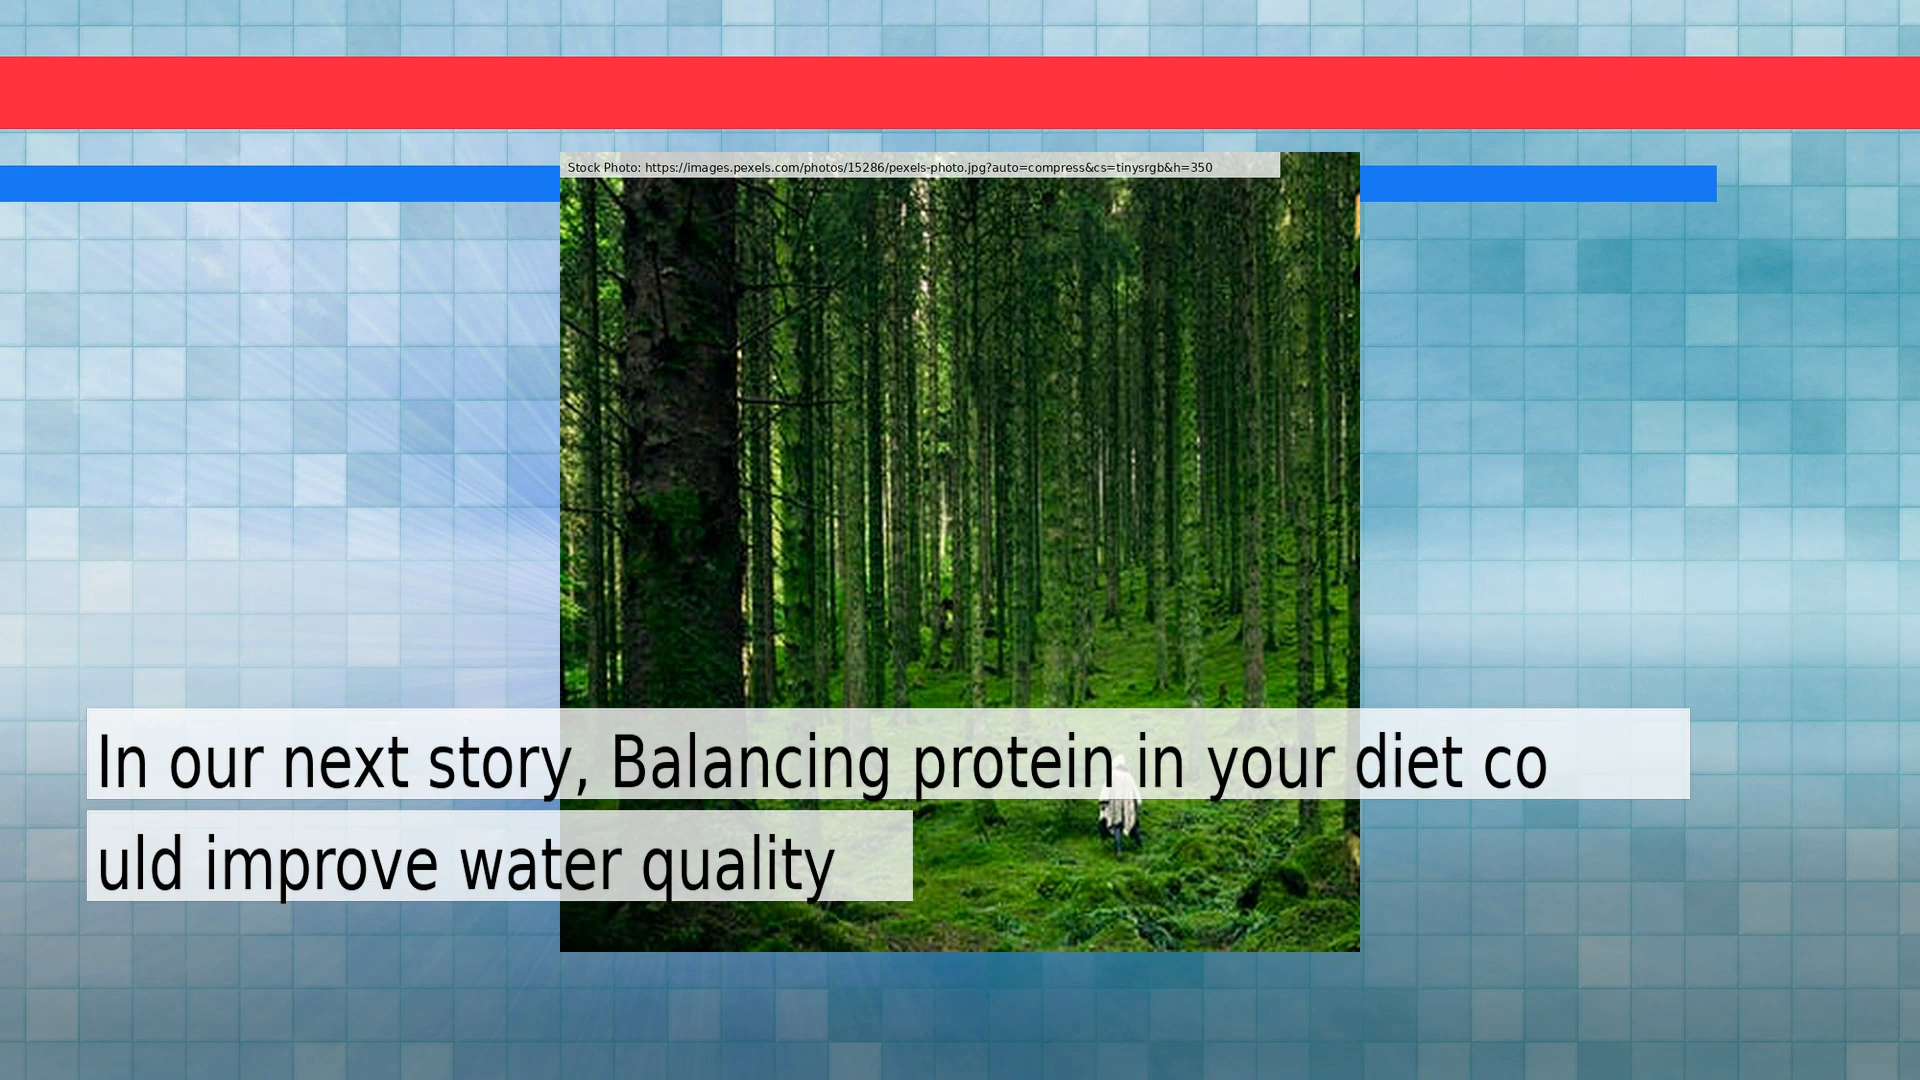 Stock Photo: https://images.pexels.com/photos/15286/pexels-photo.jpg?auto=compress&cs=tinysrgb&h=350
In our next story, Balancing protein in your diet co
uld improve water quality